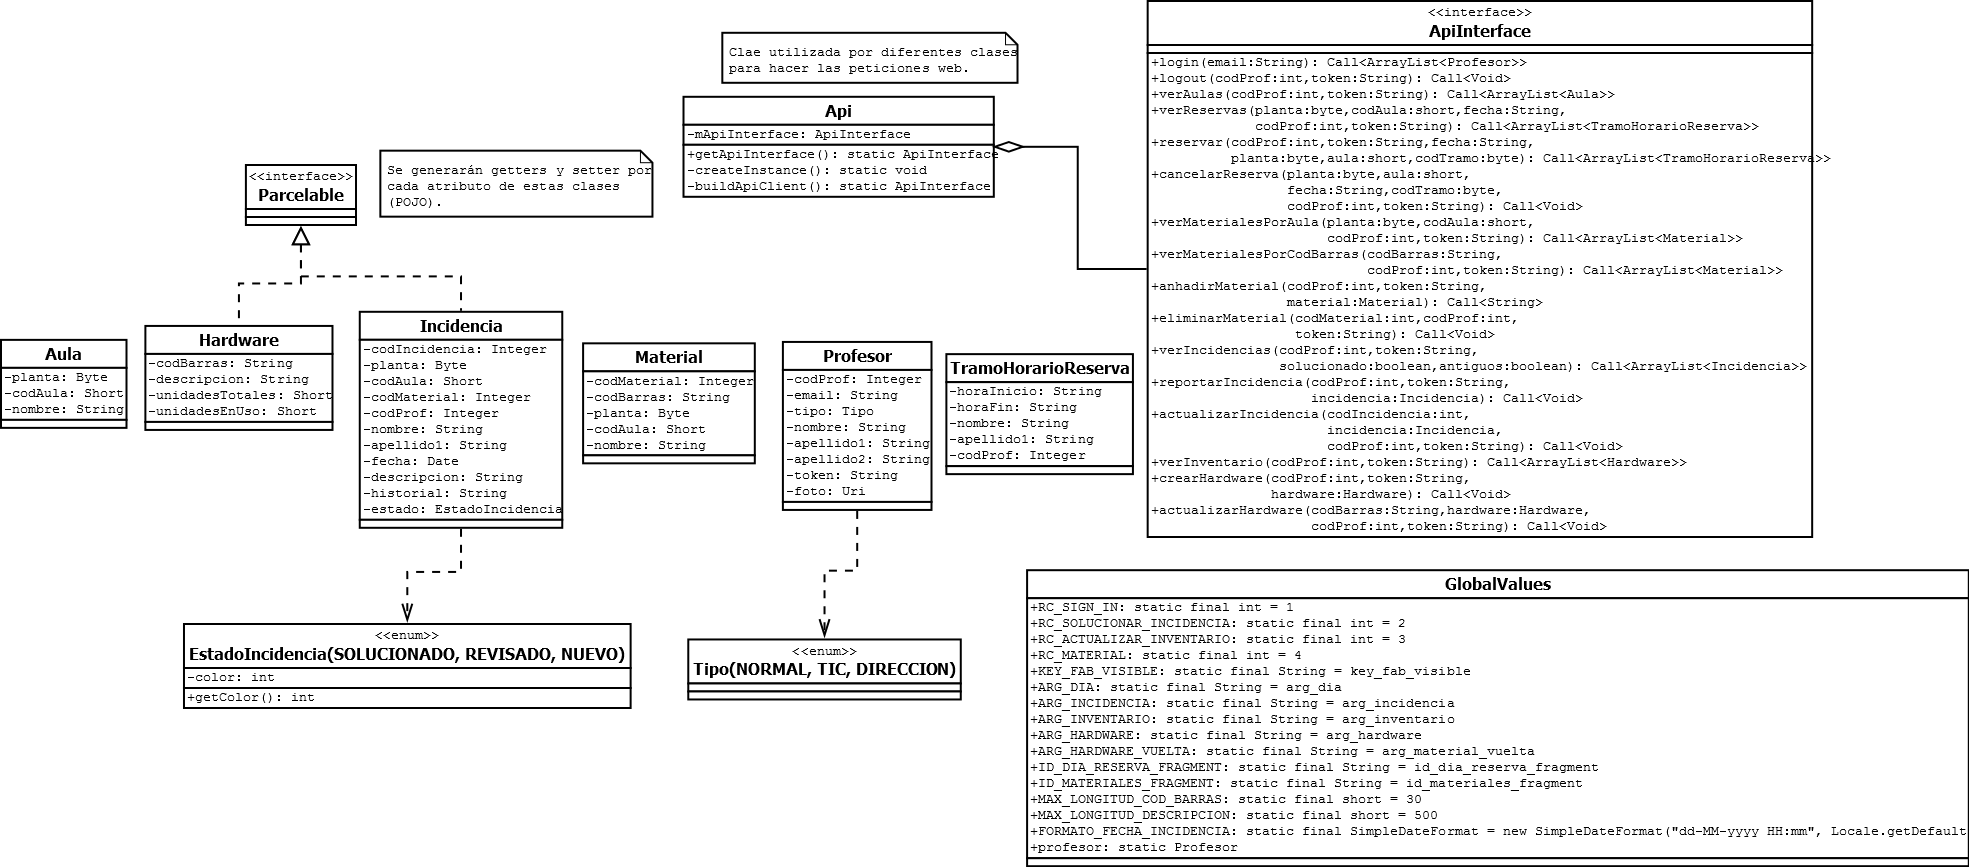 Clae utilizada por diferentes clases
para hacer las peticiones web.
Api
-mApiInterface: ApiInterface
+getApiInterface(): static ApiInterface
-createInstance(): static void
-buildApiClient(): static ApiInterface
<<interface>>
ApiInterface
+login(email:String): Call<ArrayList<Profesor>>
+logout(codProf:int,token:String): Call<Void>
+verAulas(codProf:int,token:String): Call<ArrayList<Aula>>
+verReservas(planta:byte,codAula:short,fecha:String,
codProf:int,token:String): Call<ArrayList<TramoHorarioReserva>>
+reservar(codProf:int,token:String,fecha:String,
planta:byte,aula:short,codTramo:byte): Call<ArrayList<TramoHorarioReserva>>
+cancelarReserva(planta:byte,aula:short,
fecha:String,codTramo:byte,
codProf:int,token:String): Call<Void>
+verMaterialesPorAula(planta:byte,codAula:short,
codProf:int,token:String): Call<ArrayList<Material>>
+verMaterialesPorCodBarras(codBarras:String,
codProf:int,token:String): Call<ArrayList<Material>>
+anhadirMaterial(codProf:int,token:String,
material:Material): Call<String>
+eliminarMaterial(codMaterial:int,codProf:int,
token:String): Call<Void>
+verIncidencias(codProf:int,token:String,
solucionado:boolean,antiguos:boolean): Call<ArrayList<Incidencia>>
+reportarIncidencia(codProf:int,token:String,
incidencia:Incidencia): Call<Void>
+actualizarIncidencia(codIncidencia:int,
incidencia:Incidencia,
codProf:int,token:String): Call<Void>
+verInventario(codProf:int,token:String): Call<ArrayList<Hardware>>
+crearHardware(codProf:int,token:String,
hardware:Hardware): Call<Void>
+actualizarHardware(codBarras:String,hardware:Hardware,
codProf:int,token:String): Call<Void>
<<interface>>
Parcelable
Se generarán getters y setter por
cada atributo de estas clases
(POJO).
Aula
-planta: Byte
-codAula: Short
-nombre: String
Hardware
-codBarras: String
-descripcion: String
-unidadesTotales: Short
-unidadesEnUso: Short
Incidencia
-codIncidencia: Integer
-planta: Byte
-codAula: Short
-codMaterial: Integer
-codProf: Integer
-nombre: String
-apellido1: String
-fecha: Date
-descripcion: String
-historial: String
-estado: EstadoIncidencia
Material
-codMaterial: Integer
-codBarras: String
-planta: Byte
-codAula: Short
-nombre: String
Profesor
-codProf: Integer
-email: String
-tipo: Tipo
-nombre: String
-apellido1: String
-apellido2: String
-token: String
-foto: Uri
TramoHorarioReserva
-horaInicio: String
-horaFin: String
-nombre: String
-apellido1: String
-codProf: Integer
<<enum>>
EstadoIncidencia(SOLUCIONADO, REVISADO, NUEVO)
-color: int
+getColor(): int
<<enum>>
Tipo(NORMAL, TIC, DIRECCION)
GlobalValues
+RC_SIGN_IN: static final int = 1
+RC_SOLUCIONAR_INCIDENCIA: static final int = 2
+RC_ACTUALIZAR_INVENTARIO: static final int = 3
+RC_MATERIAL: static final int = 4
+KEY_FAB_VISIBLE: static final String = key_fab_visible
+ARG_DIA: static final String = arg_dia
+ARG_INCIDENCIA: static final String = arg_incidencia
+ARG_INVENTARIO: static final String = arg_inventario
+ARG_HARDWARE: static final String = arg_hardware
+ARG_HARDWARE_VUELTA: static final String = arg_material_vuelta
+ID_DIA_RESERVA_FRAGMENT: static final String = id_dia_reserva_fragment
+ID_MATERIALES_FRAGMENT: static final String = id_materiales_fragment
+MAX_LONGITUD_COD_BARRAS: static final short = 30
+MAX_LONGITUD_DESCRIPCION: static final short = 500
+FORMATO_FECHA_INCIDENCIA: static final SimpleDateFormat = new SimpleDateFormat("dd-MM-yyyy HH:mm", Locale.getDefault
+profesor: static Profesor